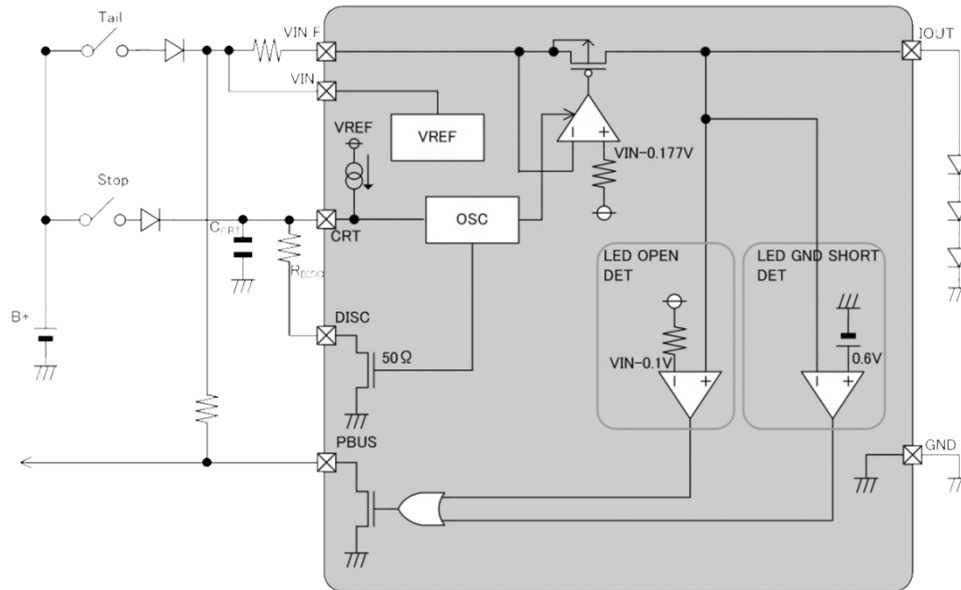 Tail
VIN_F
IOUT
VIN
VREF
VREF
VIN-0.177V
Stop
OSC
CCRT
CRT
RDISC
LED OPEN
DET
LED GND SHORT
DET
B+
DISC
50Ω
VIN-0.1V
0.6V
PBUS
GND
- +
- +
- +